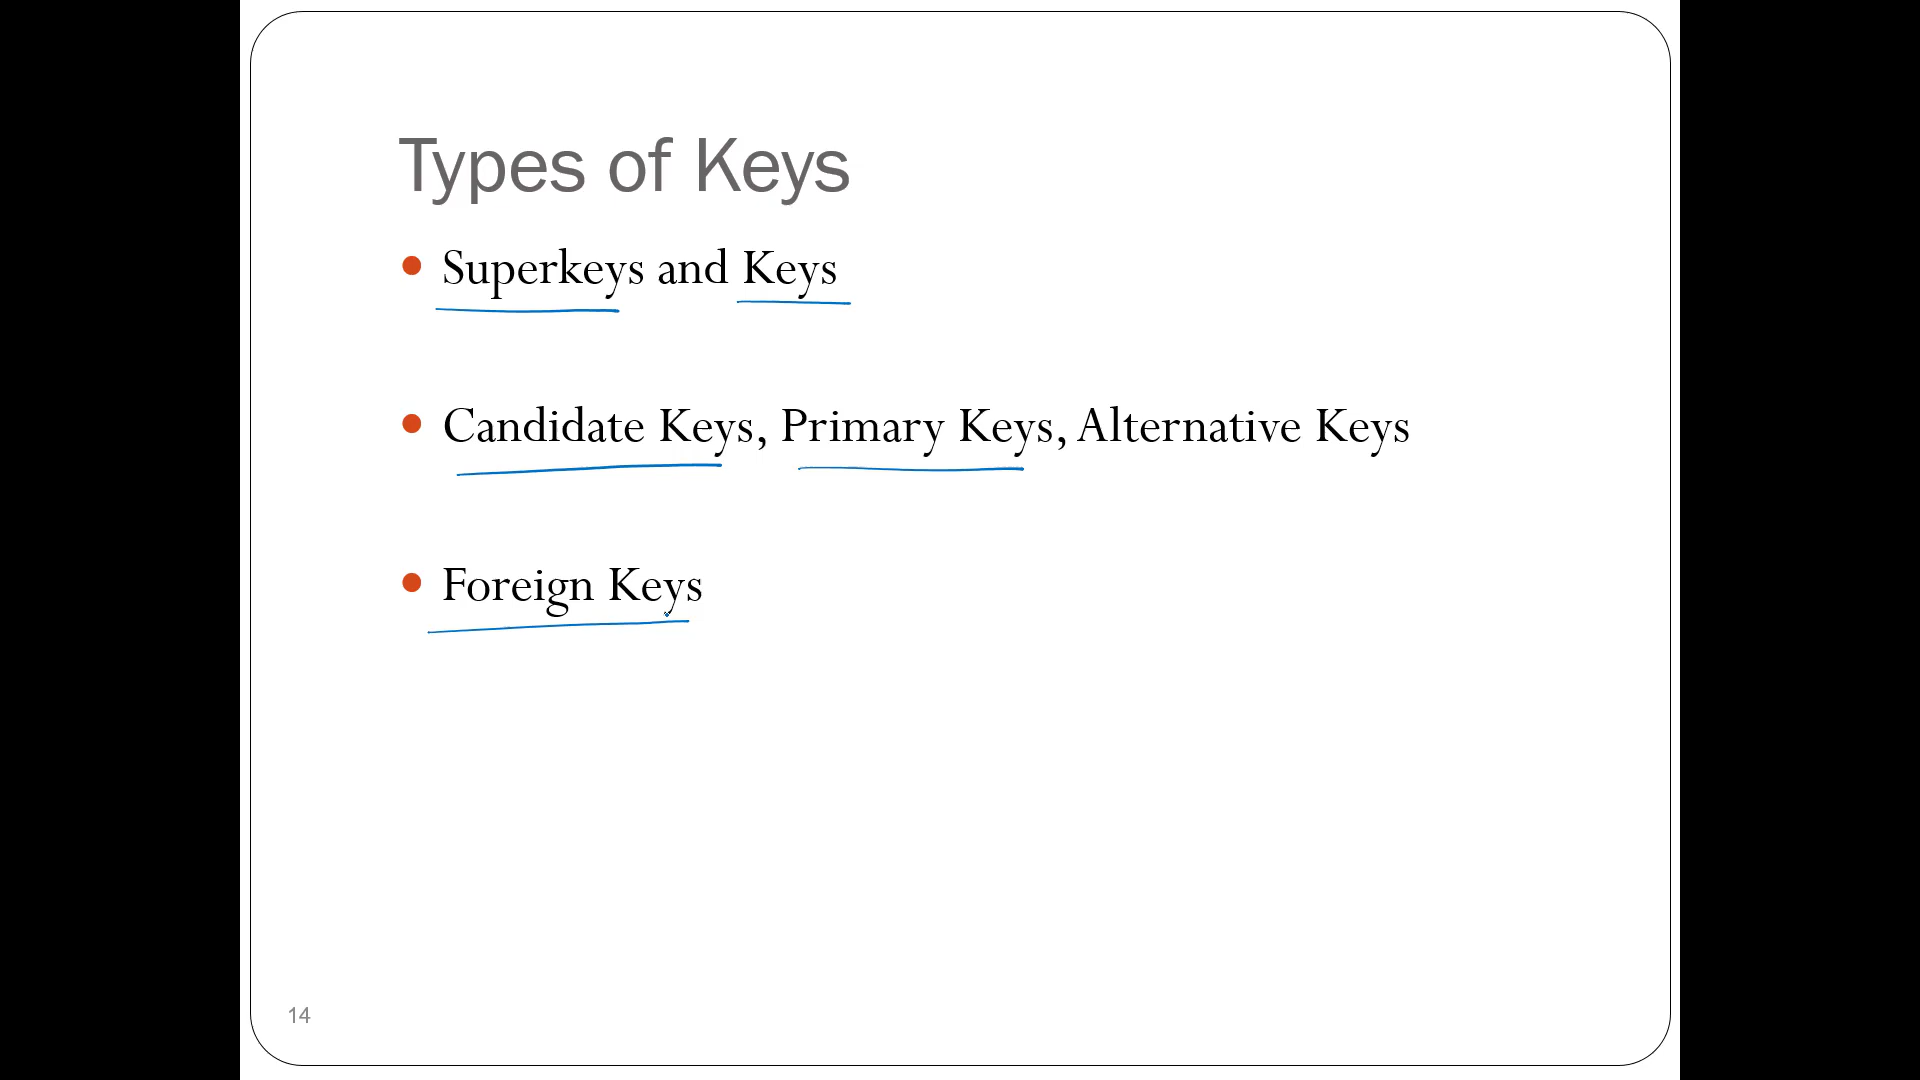 Types of Keys
Superkeys and Keys
Candidate Keys, Primary Keys, Alternative Keys
Foreign Keys
14